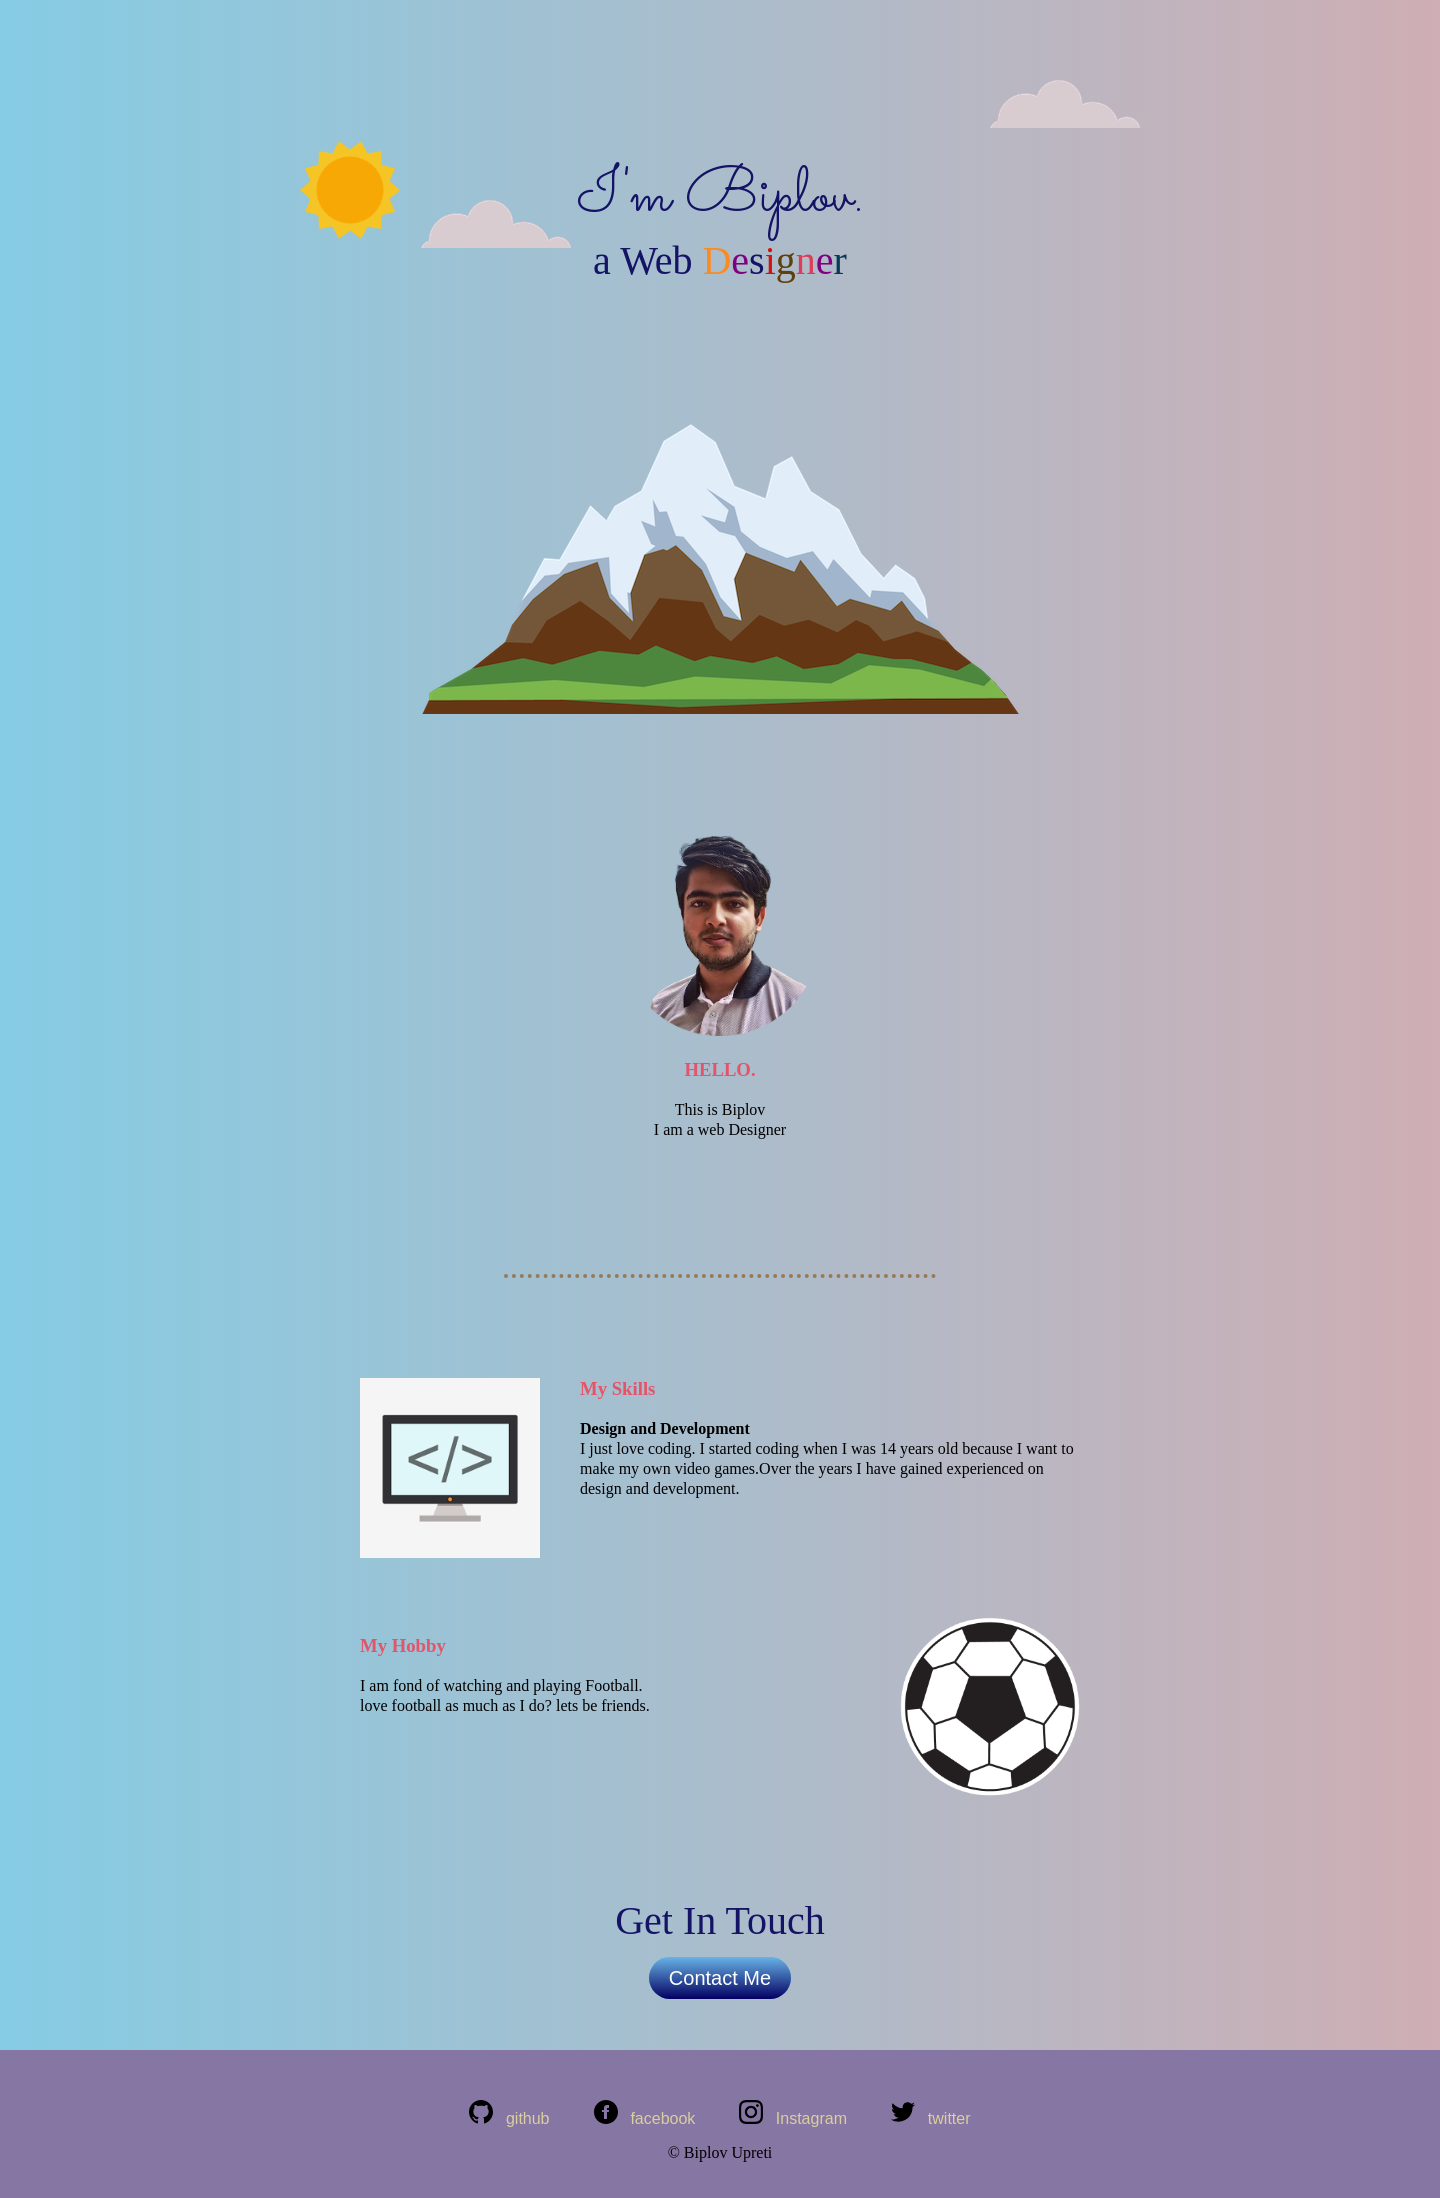 I'm Biplov.
a Web Designer
</>
HELLO.
This is Biplov
I am a web Designer
My Skills
Design and Development
I just love coding. I started coding when I was 14 years old because I want to
make my own video games.Over the years I have gained experienced on
design and development.
My Hobby
I am fond of watching and playing Football.
love football as much as I do? lets be friends.
Get In Touch
Contact Me
github facebook Instagram twitter
© Biplov Upreti